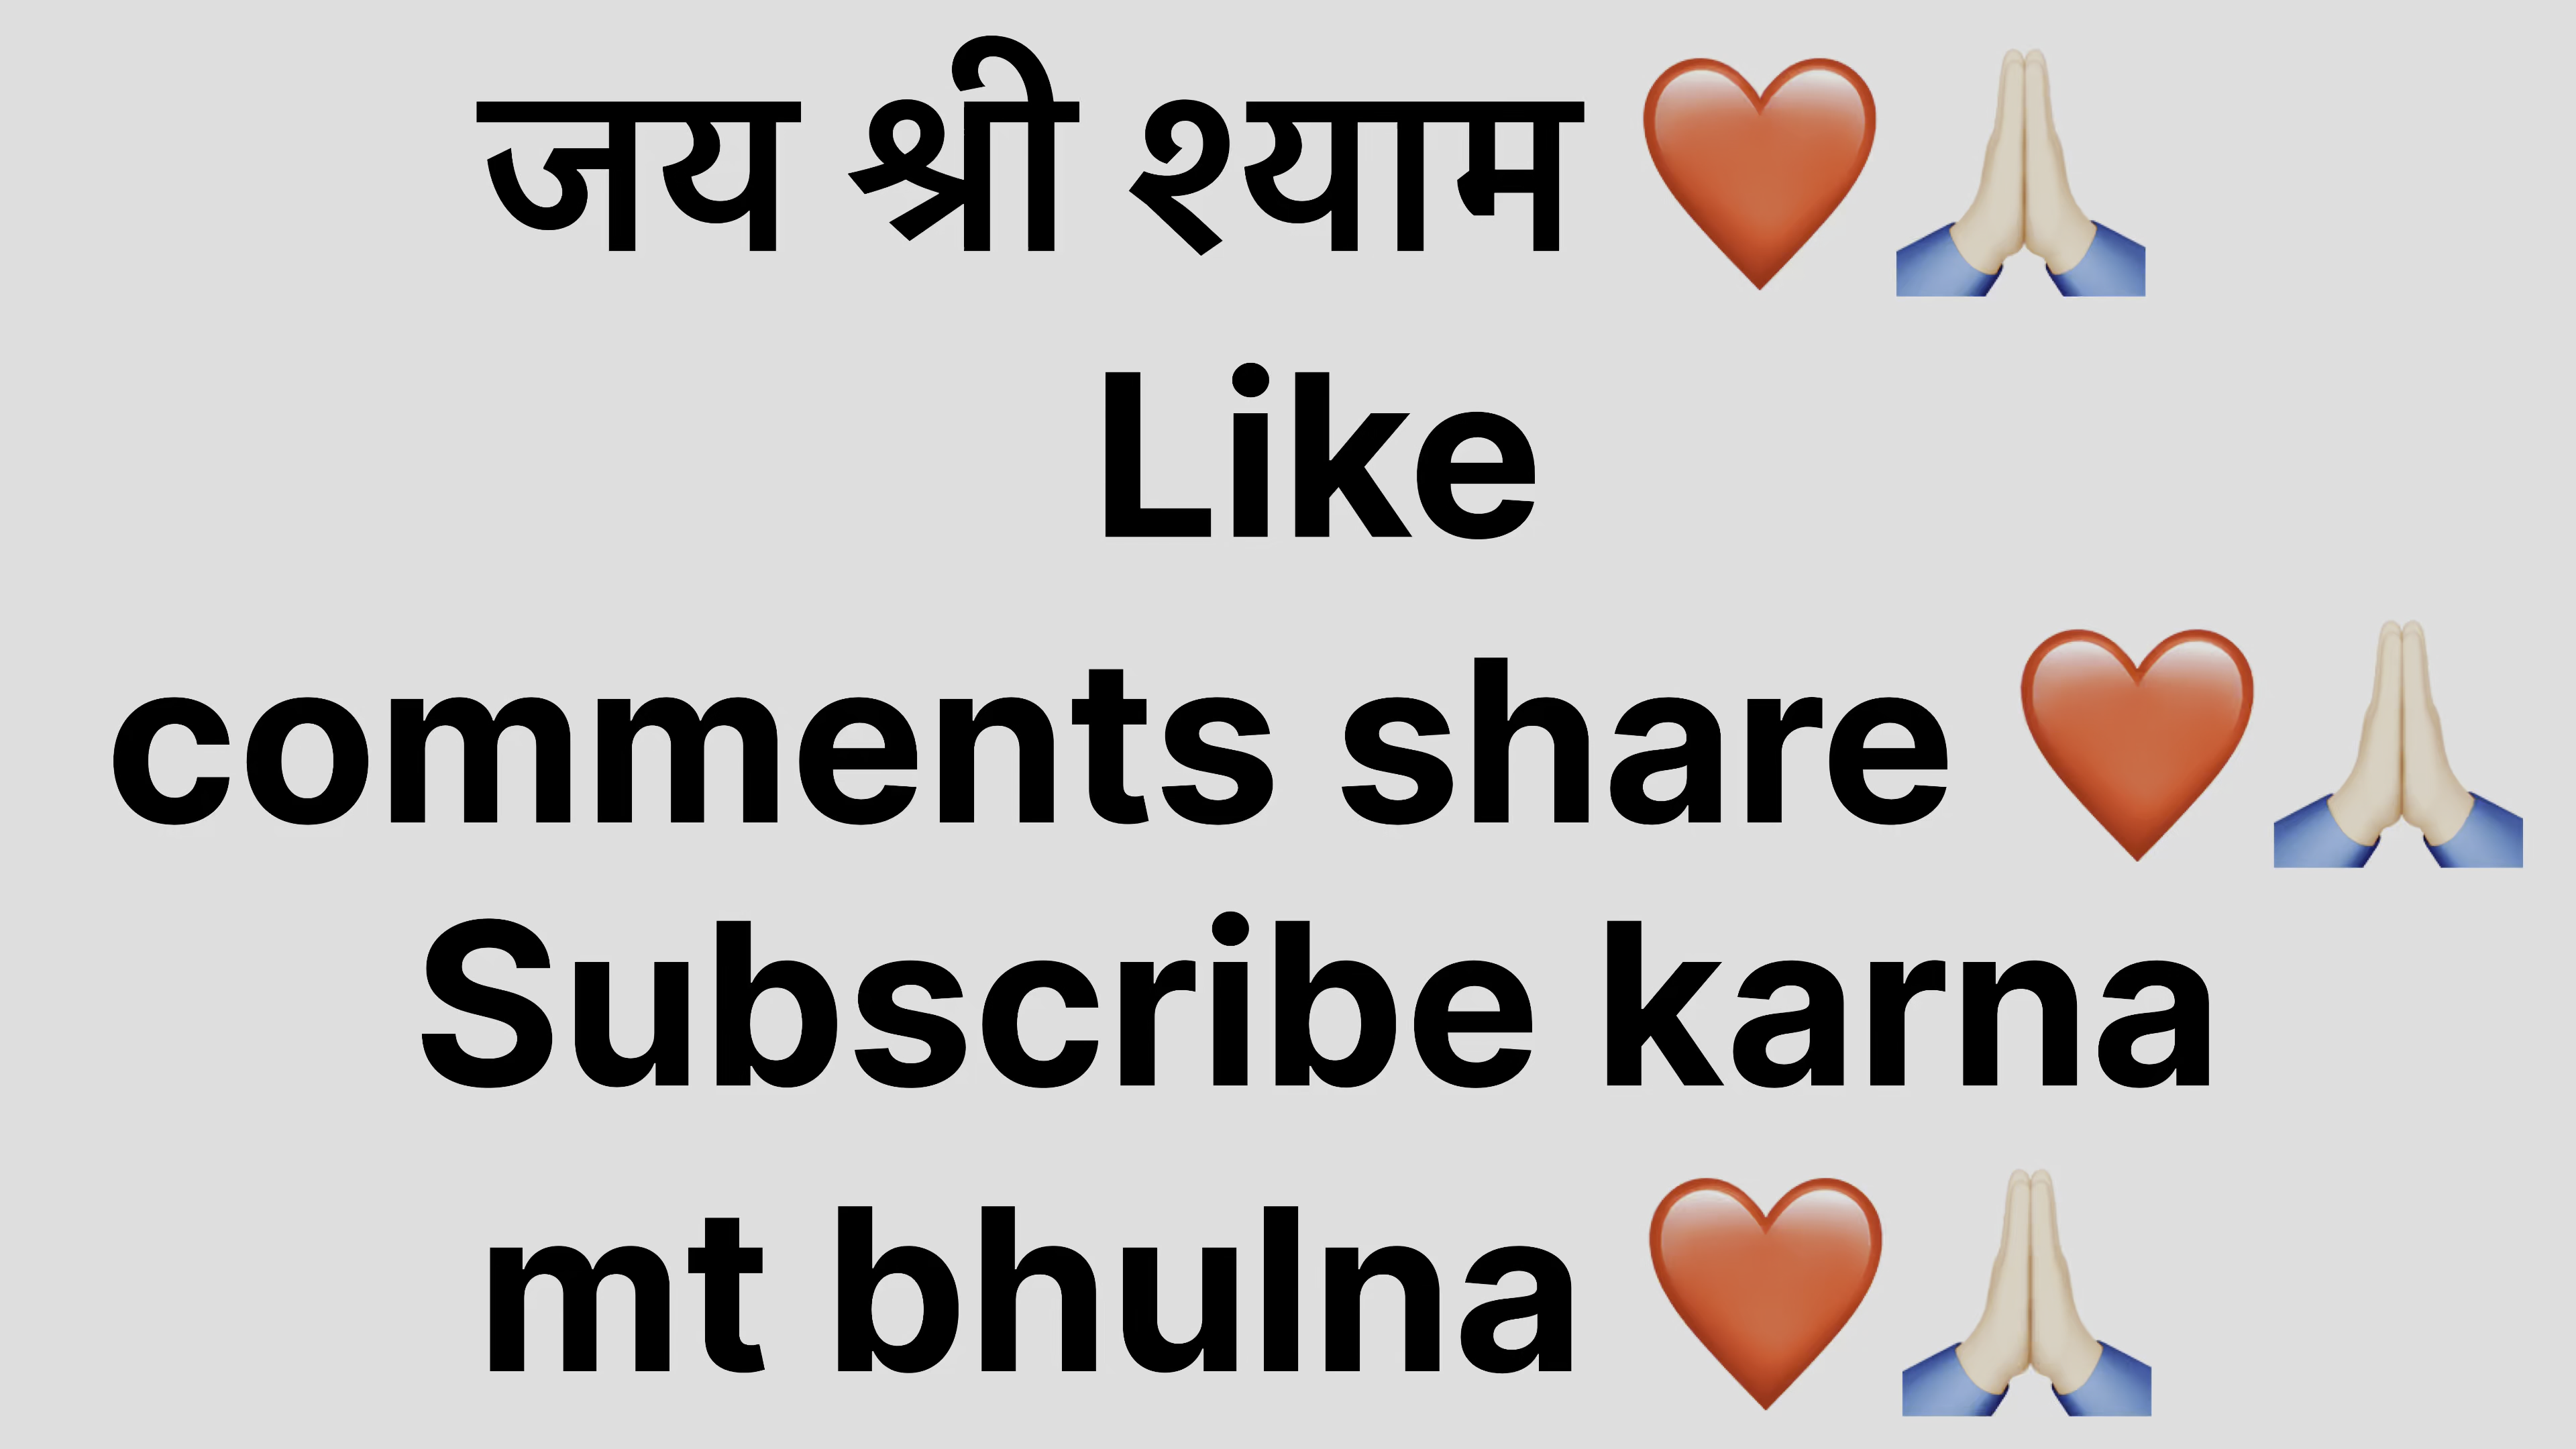 जय श्री श्याम ❤️🙏🏻
Like
comments share ❤️🙏🏻
Subscribe karna
mt bhulna ❤️🙏🏻